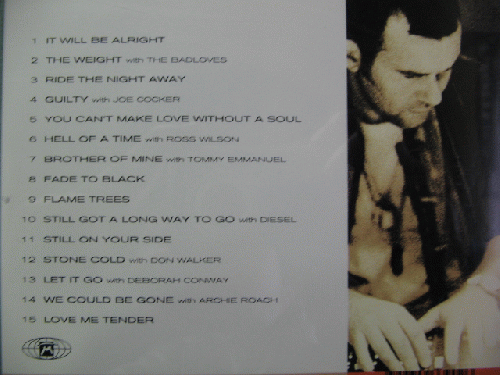 1 IT WILL BE ALRIGHT
2 THE WEIGHT with THE BADLOVES
3 RIDE THE NIGHT AWAY
4 GUILTY with JOE COCKER
5 YOU CAN'T MAKE LOVE WITHOUT A SOUL
6 HELL OF A TIME with ROSS WILSON
7 BROTHER OF MINE with TOMMY EMMANUEL
8 FADE TO BLACK
9 FLAME TREES
10 STILL GOT A LONG WAY TO GO with DIESEL
11 STILL ON YOUR SIDE
12 STONE COLD with DON WALKER
13 LET IT GO with DEBORAH CONWAY
14 WE COULD BE GONE with ARCHIE ROACH
15 LOVE ME TENDER